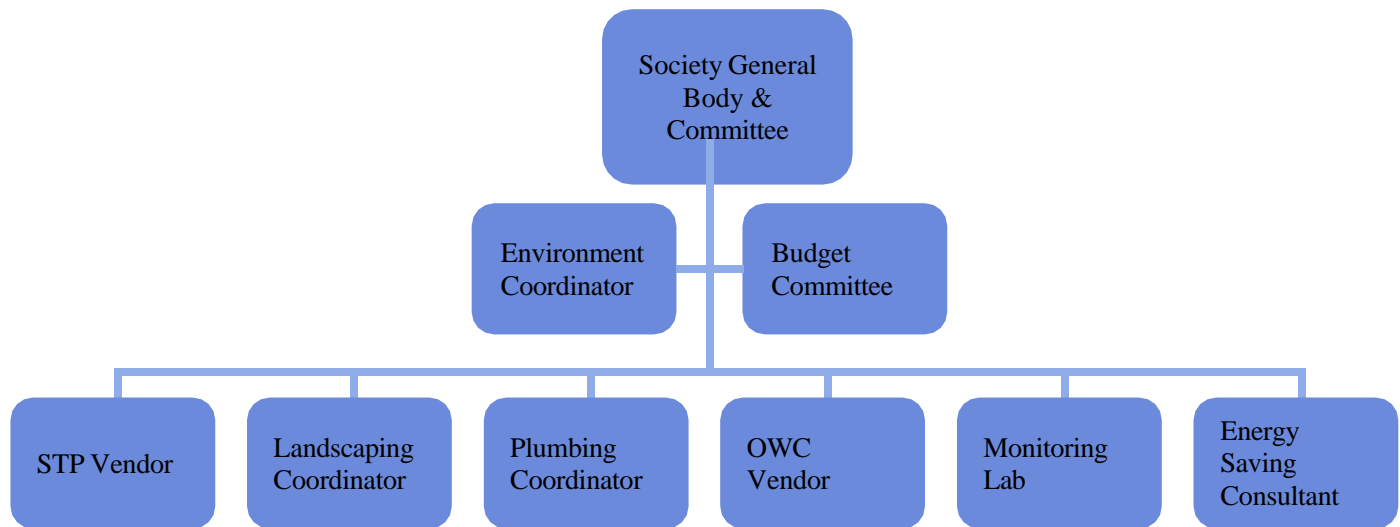 Society General
Body &
Committee
Environment
Coordinator
Budget
Committee
STP Vendor
Landscaping
Coordinator
Plumbing
Coordinator
OWC
Vendor
Monitoring
Lab
Energy
Saving
Consultant